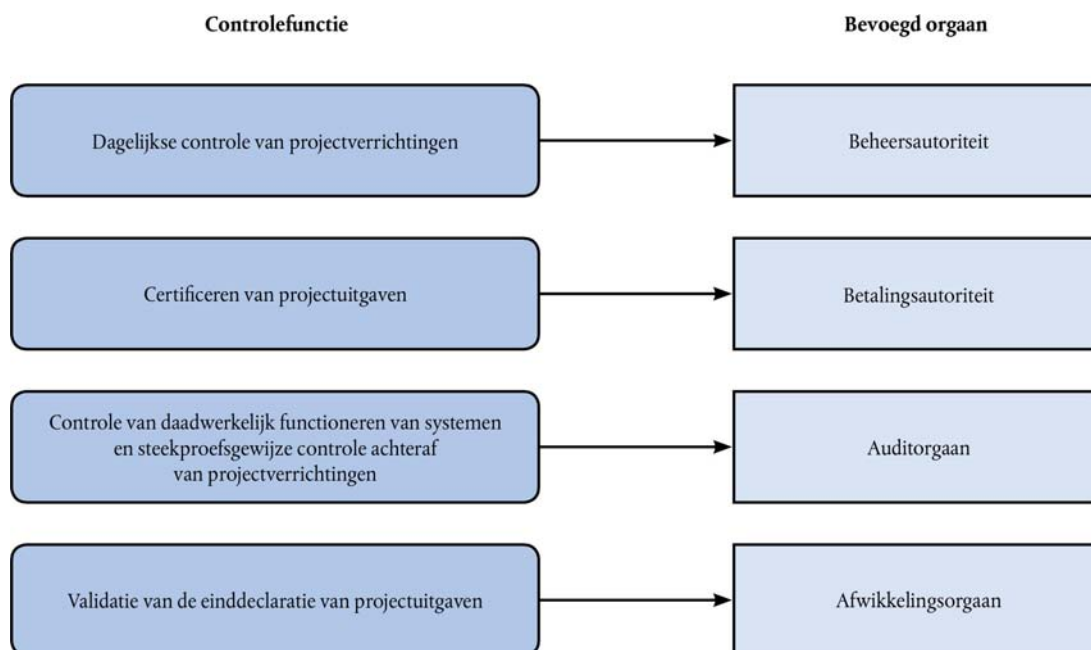 Controlefunctie
Bevoegd orgaan
Dagelijkse controle van projectverrichtingen
Beheersautoriteit
Certificeren van projectuitgaven
Betalingsautoriteit
Controle van daadwerkelijk functioneren van systemen
en steekproefsgewijze controle achteraf
van projectverrichtingen
Auditorgaan
Validatie van de einddeclaratie van projectuitgaven
Afwikkelingsorgaan